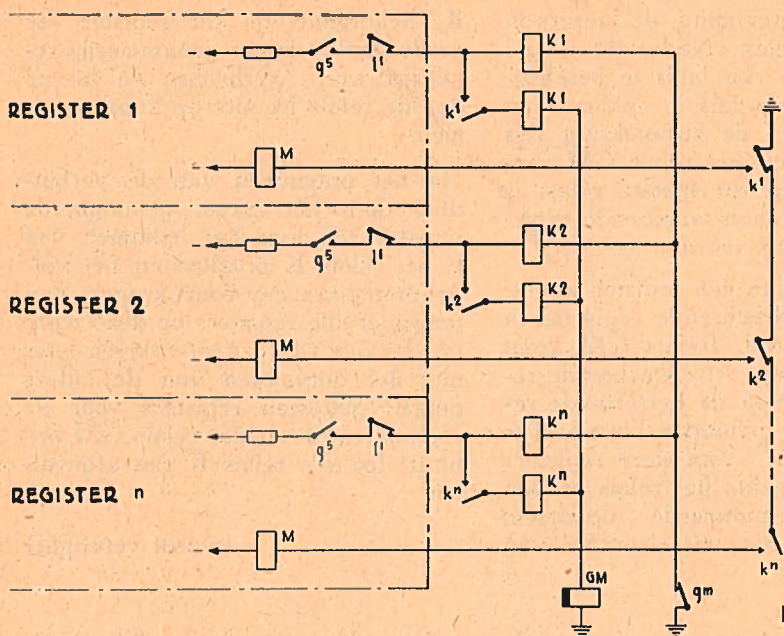 K1
g5 l1
K1
k1
REGISTER 1
M
k1
K2
g5 l1
K2
k2
REGISTER 2
M
k2
Kn
g5 l1
Kn
kn
REGISTER n
M
kn
GM
gm